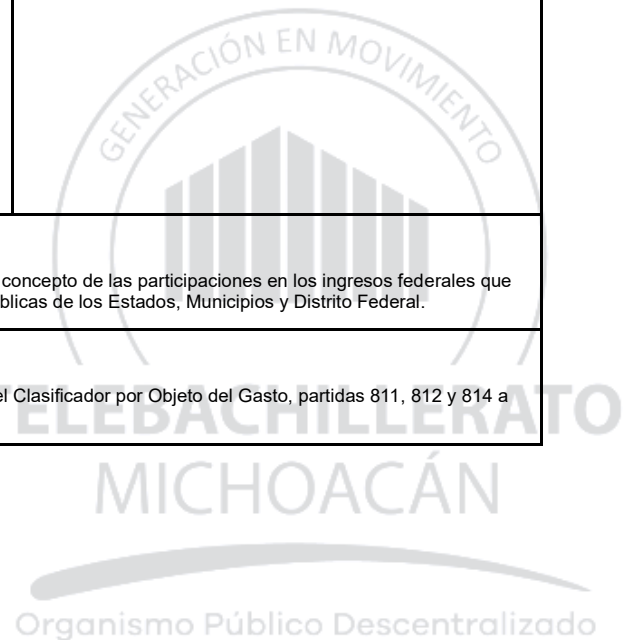 GENERACIÓN EN MOVIMIENTO
concepto de las participaciones en los ingresos federales que
blicas de los Estados, Municipios y Distrito Federal.
el Clasificador por Objeto del Gasto, partidas 811, 812 y 814 a
TELEBACHILLERATO
MICHOACÁN
Organismo Público Descentralizado